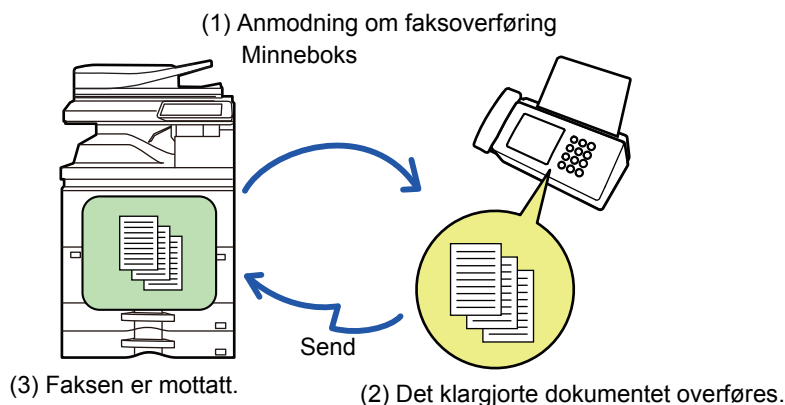 (1) Anmodning om faksoverføring
Minneboks
Send
(3) Faksen er mottatt.
(2) Det klargjorte dokumentet overføres.